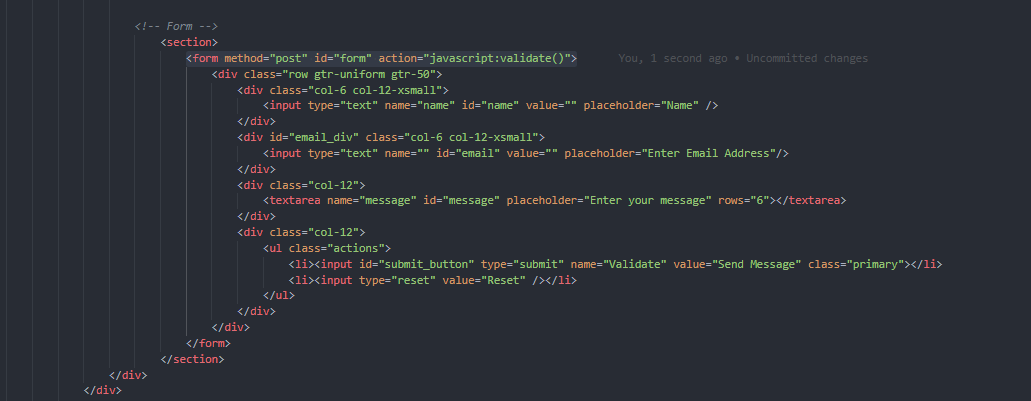 <!-- Form -->
<section>
<form method="post" id="form" action="javascript:validate()"> You, 1 second ago • Uncommitted changes
<div class="row gtr-uniform gtr-50">
<div class="col-6 col-12-xsmall">
<input type="text" name="name" id="name" value="" placeholder="Name" />
</div>
<div id="email_div" class="col-6 col-12-xsmall">
<input type="text" name="" id="email" value="" placeholder="Enter Email Address"/>
</div>
<div class="col-12">
<textarea name="message" id="message" placeholder="Enter your message" rows="6"></textarea>
</div>
<div class="col-12">
<ul class="actions">
<li><input id="submit_button" type="submit" name="Validate" value="Send Message" class="primary"></li>
<li><input type="reset" value="Reset" /></li>
</ul>
</div>
</div>
</form>
</section>
</div>
</div>